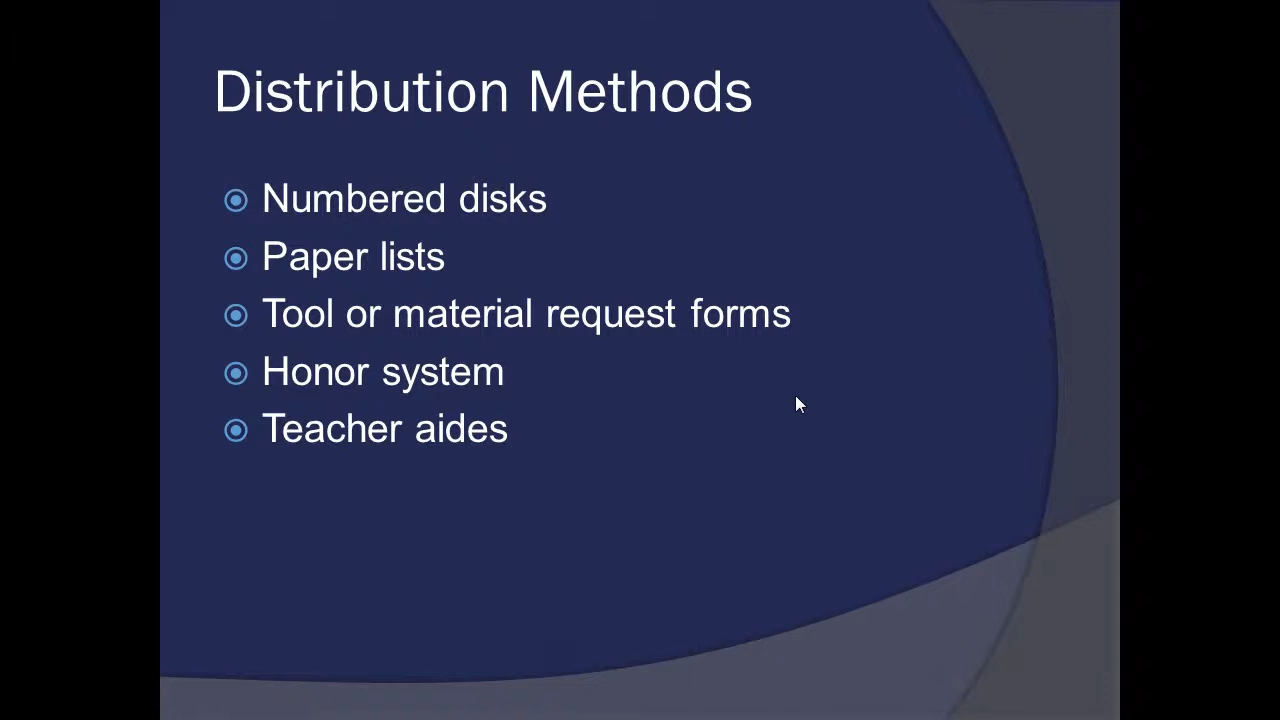 Distribution Methods
Numbered disks
Paper lists
Tool or material request forms
Honor system
Teacher aides